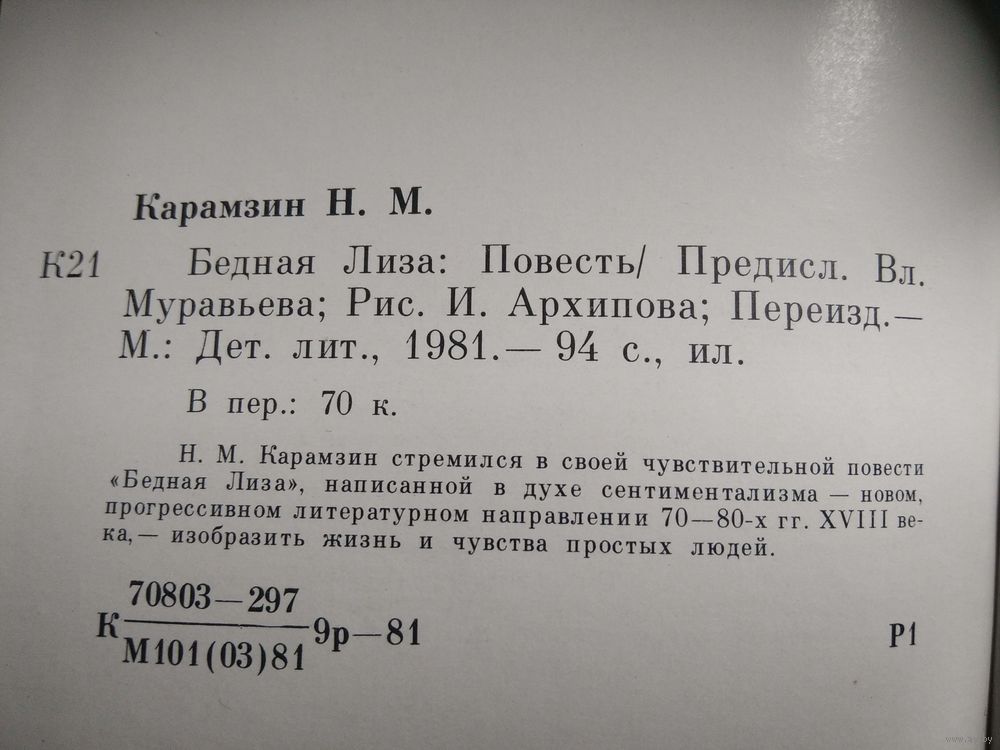 Карамзин Н. М.
К21 Бедная Лиза: Повесть/ Предисл. Вл.
Муравьева; Рис. И. Архипова; Переизд.—
М.: Дет. лит., 1981.— 94 с., ил.
В пер.: 70 к.
Н. М. Карамзин стремился в своей чувствительной повести
«Бедная Лиза», написанной в духе сентиментализма — новом,
прогрессивном литературном направлении 70—80-х гг. XVIII ве-
ка,— изобразить жизнь и чувства простых людей.
70803—297
К 9р—81
М101(03)81
Р1